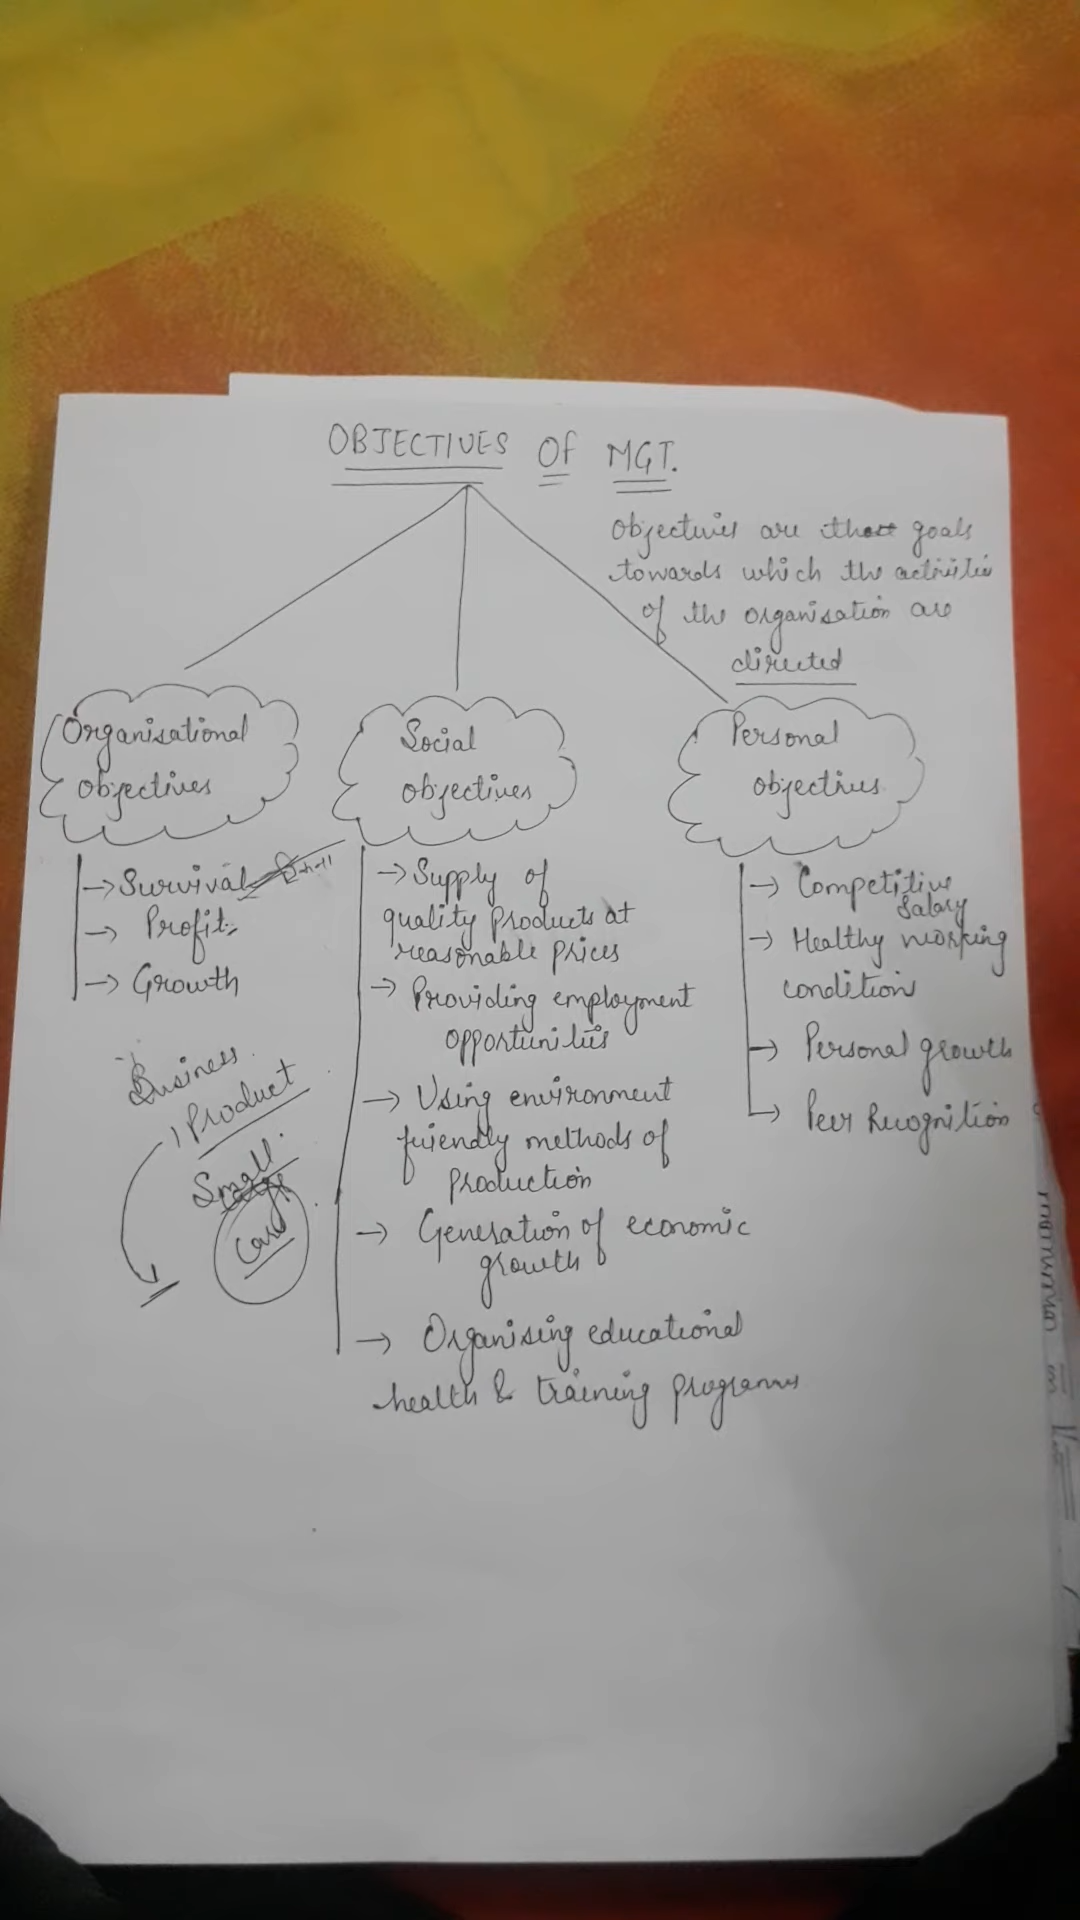 OBJECTIVES OF MGT.
Objectives are those goals
towards which the activities
of the organisation are
directed
Organisational
objectives
→ Survival
→ Profit
→ Growth
Business
Product
Small
Social
objectives
→ Supply of
quality products at
reasonable prices
→ Providing employment
opportunities
→ Using environment
friendly methods of
production
→ Generation of economic
growth
→ Organising educational
health & training programmes
Personal
objectives
→ Competitive
Salary
→ Healthy working
condition
→ Personal growth
→ Peer Recognition